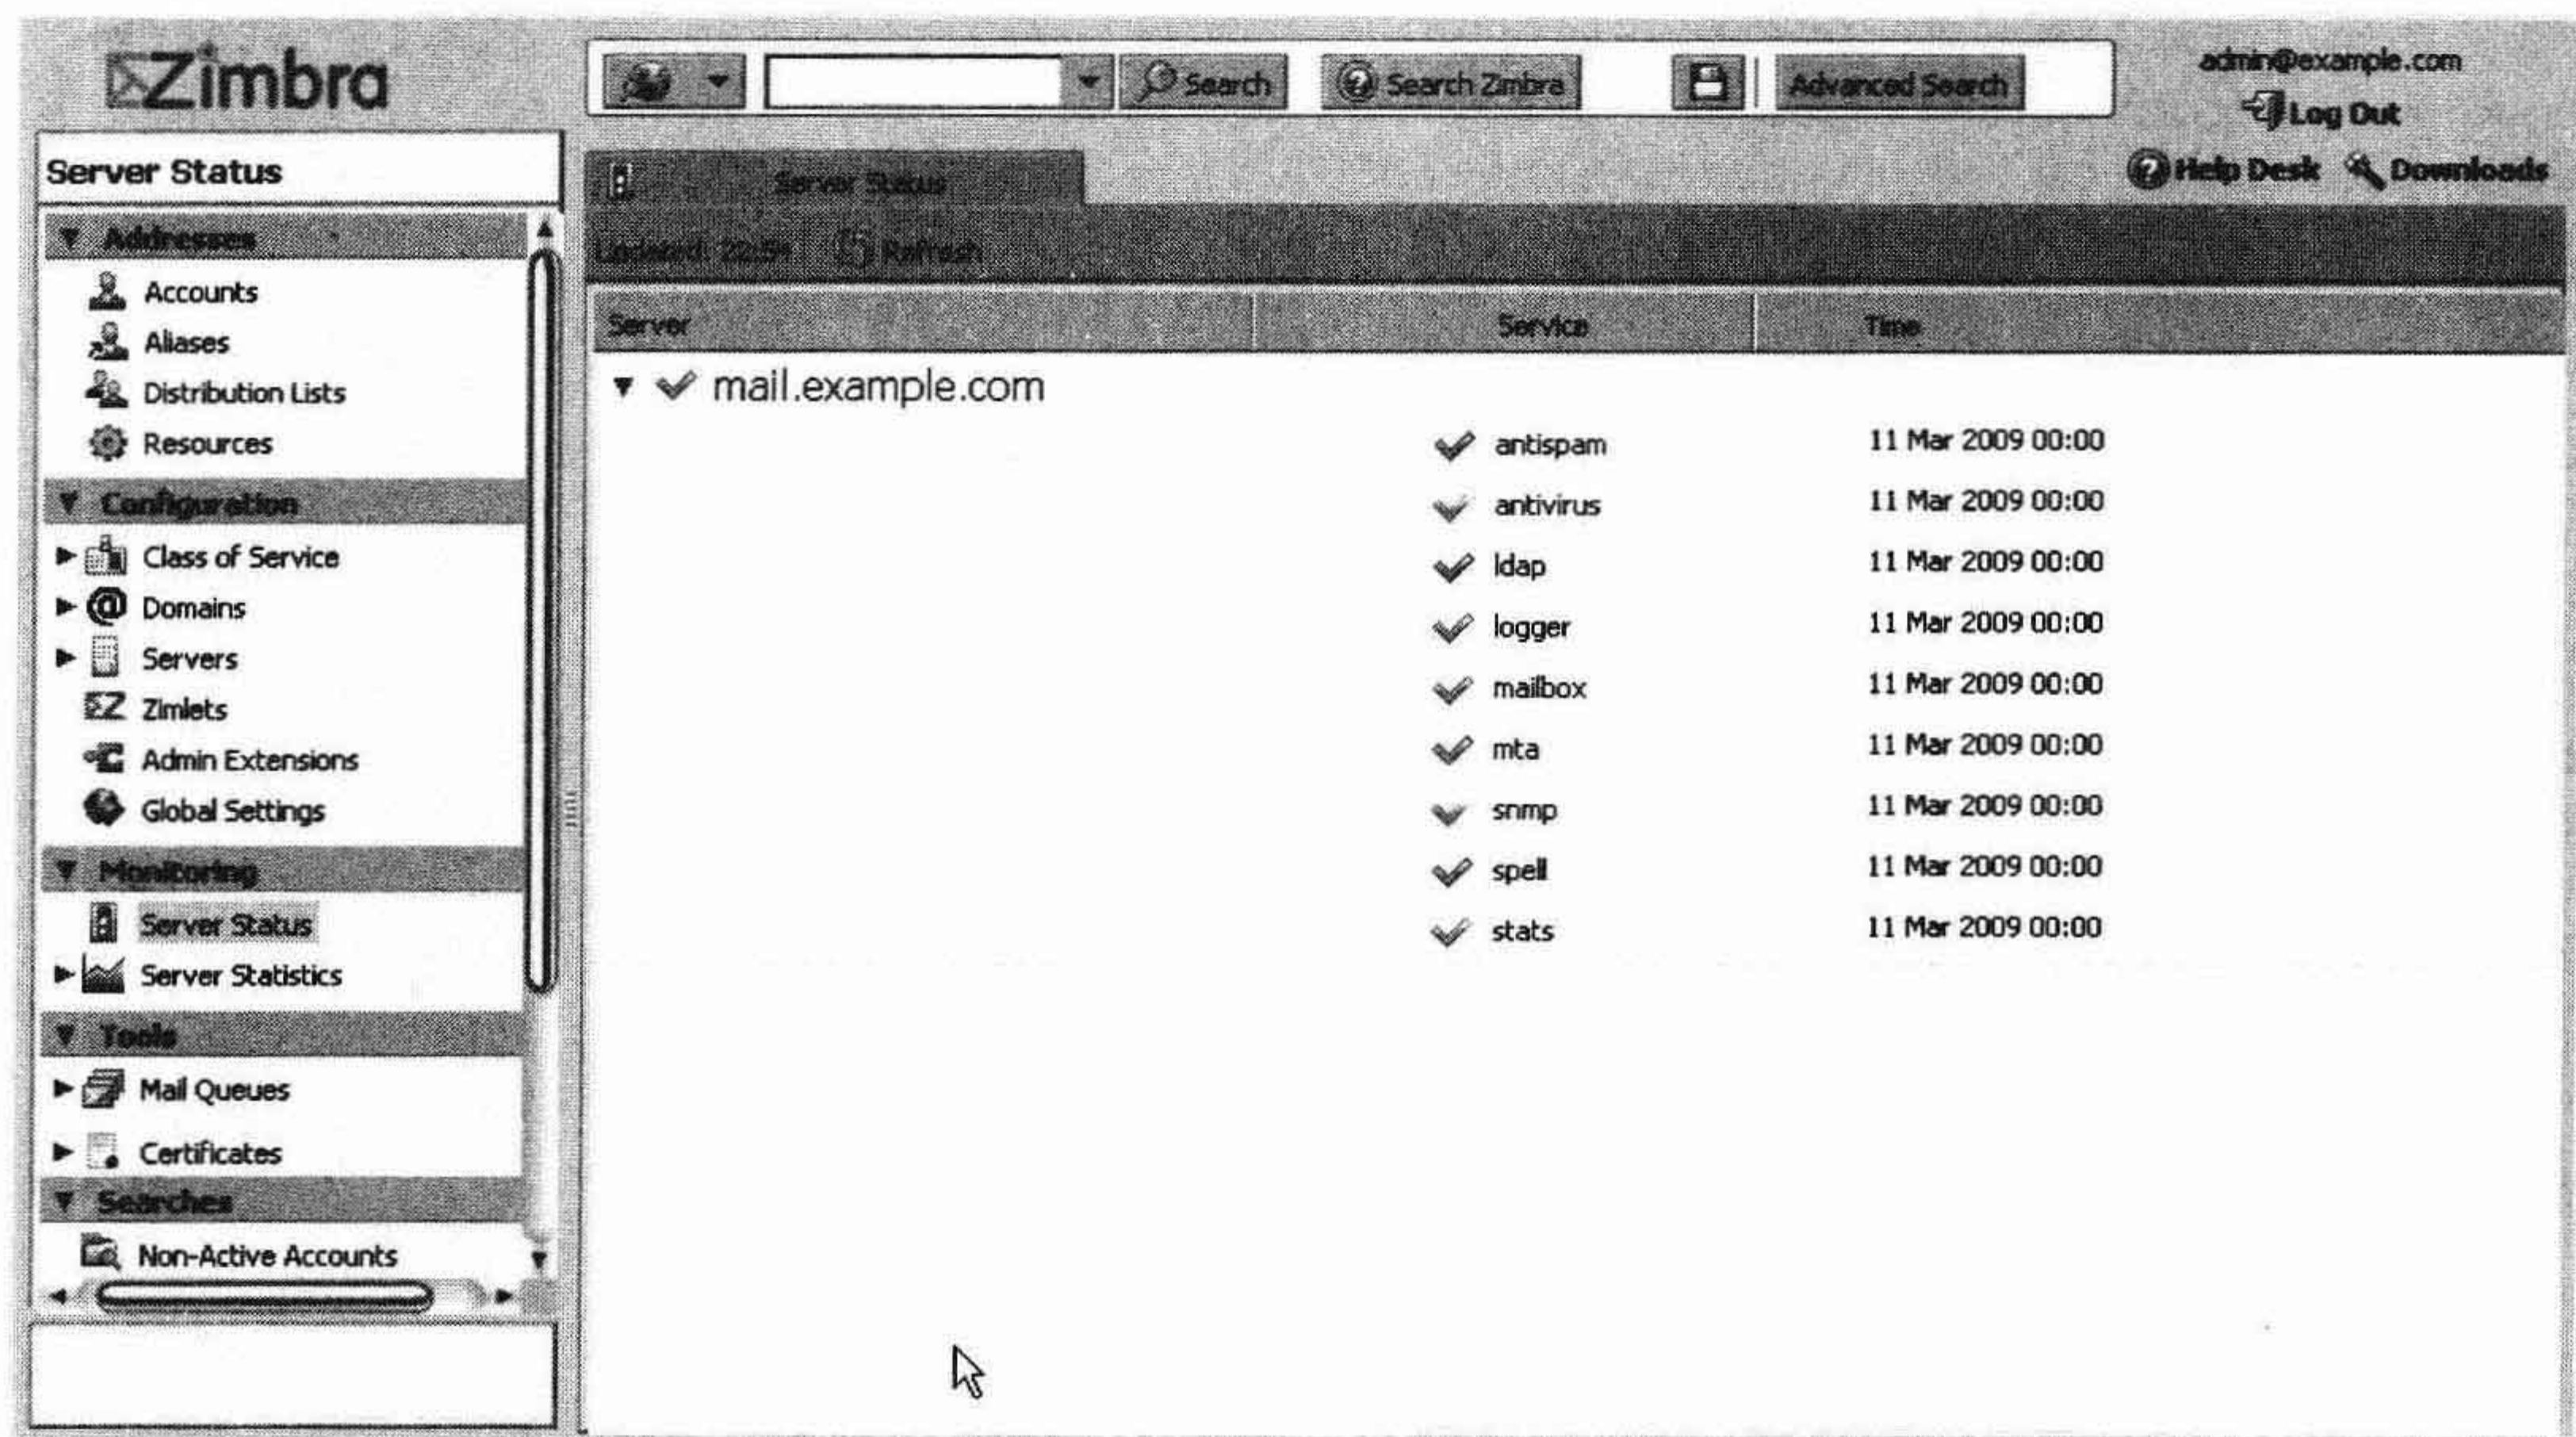 Zimbra
Search
Search Zimbra
Advanced Search
admin@example.com
Log Out
Help Desk
Downloads
Server Status
Addresses
Accounts
Aliases
Distribution Lists
Resources
Configuration
Class of Service
Domains
Servers
Zimlets
Admin Extensions
Global Settings
Monitoring
Server Status
Server Statistics
Tools
Mail Queues
Certificates
Searches
Non-Active Accounts
Server Status
Updated: 22:54 Refresh
Server Service Time
mail.example.com
antispam 11 Mar 2009 00:00
antivirus 11 Mar 2009 00:00
ldap 11 Mar 2009 00:00
logger 11 Mar 2009 00:00
mailbox 11 Mar 2009 00:00
mta 11 Mar 2009 00:00
snmp 11 Mar 2009 00:00
spell 11 Mar 2009 00:00
stats 11 Mar 2009 00:00